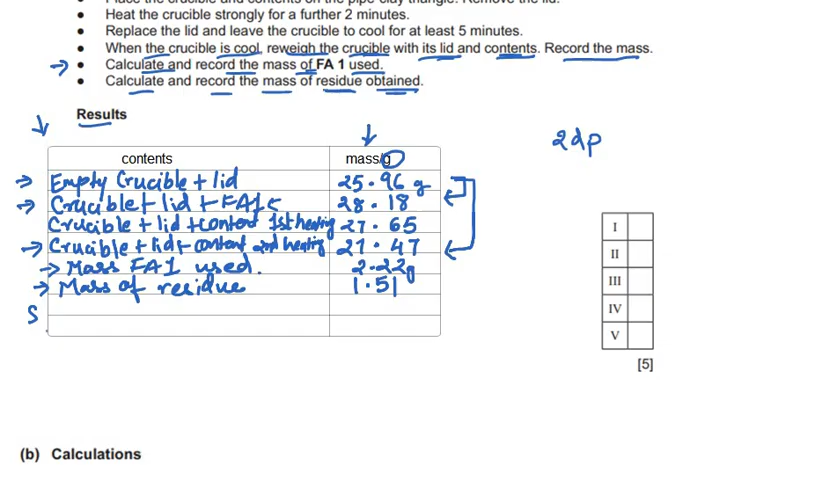 Heat the crucible strongly for a further 2 minutes.
Replace the lid and leave the crucible to cool for at least 5 minutes.
When the crucible is cool, reweigh the crucible with its lid and contents. Record the mass.
Calculate and record the mass of FA 1 used.
Calculate and record the mass of residue obtained.
Results
2dp
contents mass/g
Empty Crucible + lid 25.96 g
Crucible + lid + FA1 28.18
Crucible + lid + content 1st heating 27.65
Crucible + lid + content 2nd heating 27.47
Mass FA1 used. 2.22g
Mass of residue 1.51
S
I
II
III
IV
V
[5]
(b) Calculations